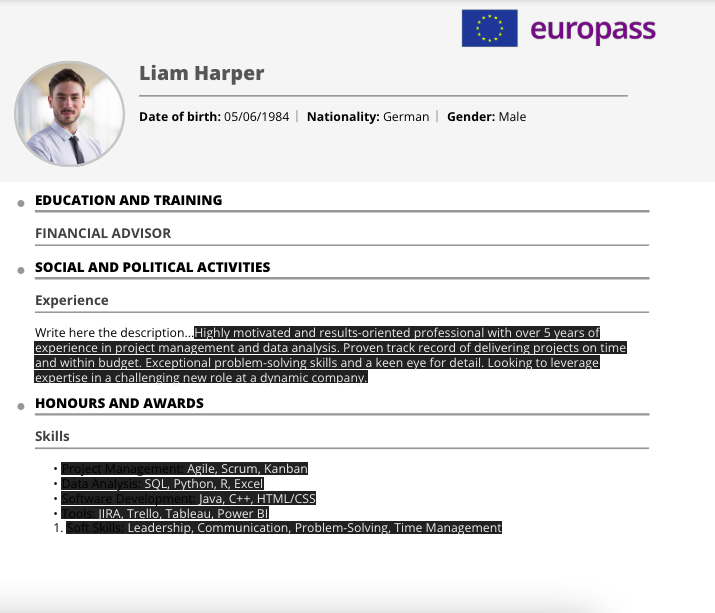 europass
Liam Harper
Date of birth: 05/06/1984 | Nationality: German | Gender: Male
EDUCATION AND TRAINING
FINANCIAL ADVISOR
SOCIAL AND POLITICAL ACTIVITIES
Experience
Write here the description...Highly motivated and results-oriented professional with over 5 years of
experience in project management and data analysis. Proven track record of delivering projects on time
and within budget. Exceptional problem-solving skills and a keen eye for detail. Looking to leverage
expertise in a challenging new role at a dynamic company.
HONOURS AND AWARDS
Skills
• Project Management: Agile, Scrum, Kanban
• Data Analysis: SQL, Python, R, Excel
• Software Development: Java, C++, HTML/CSS
• Tools: JIRA, Trello, Tableau, Power BI
1. Soft Skills: Leadership, Communication, Problem-Solving, Time Management